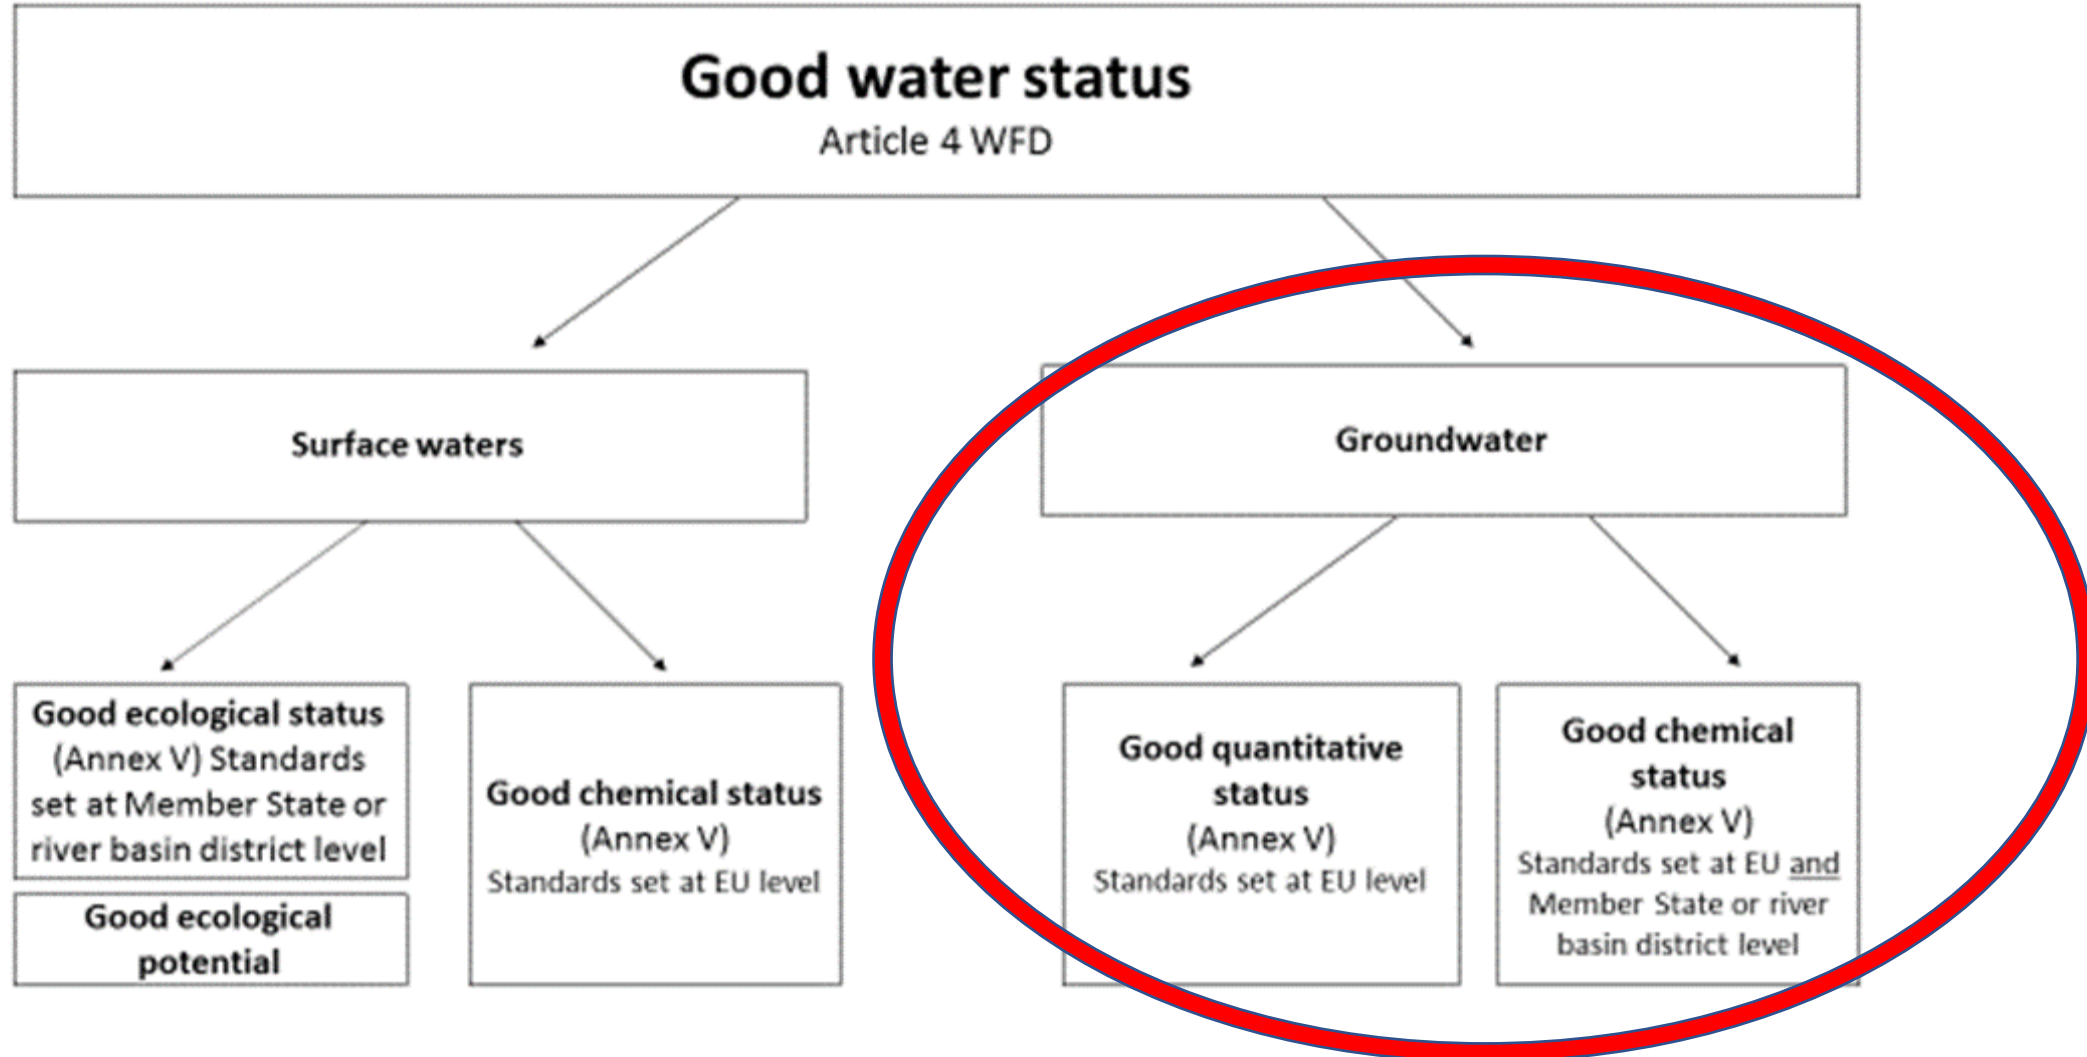 Good water status
Article 4 WFD
Surface waters
Groundwater
Good ecological status
(Annex V) Standards
set at Member State or
river basin district level
Good ecological
potential
Good chemical status
(Annex V)
Standards set at EU level
Good quantitative
status
(Annex V)
Standards set at EU level
Good chemical
status
(Annex V)
Standards set at EU and
Member State or river
basin district level